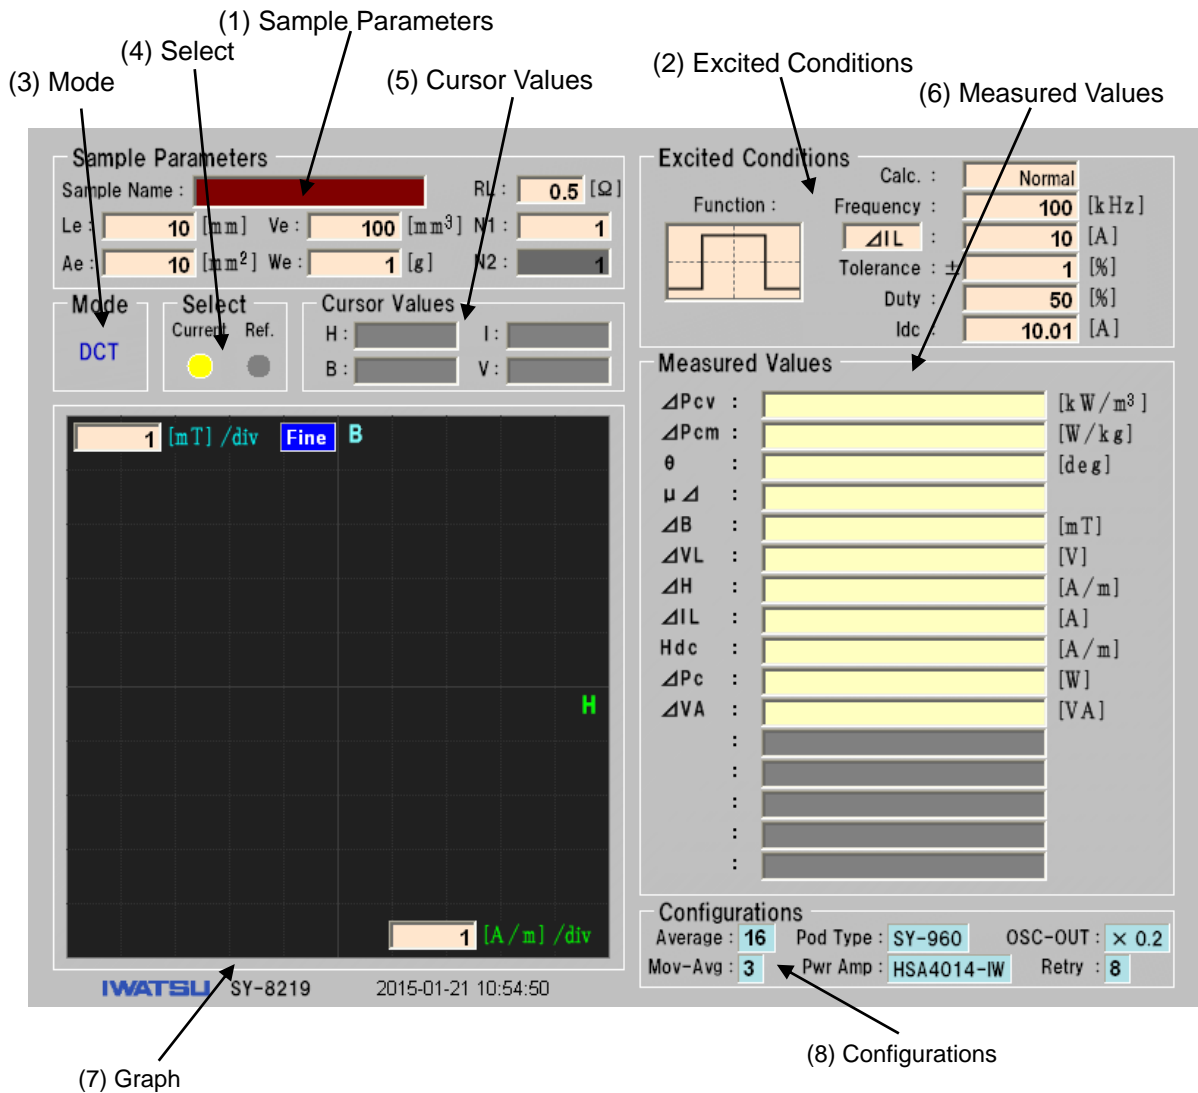 (1) Sample Parameters
(4) Select
(3) Mode
(5) Cursor Values
(2) Excited Conditions
(6) Measured Values
Sample Parameters
Sample Name :
RL : 0.5 [Ω]
Le : 10 [mm] Ve : 100 [mm³] N1 : 1
Ae : 10 [mm²] We : 1 [g] N2 : 1
Mode
DCT
Select
Current Ref.
Cursor Values
H : I :
B : V :
1 [mT] /div Fine B
H
1 [A/m] /div
IWATSU SY-8219 2015-01-21 10:54:50
Excited Conditions
Function :
Calc. : Normal
Frequency : 100 [kHz]
⊿IL : 10 [A]
Tolerance : ± 1 [%]
Duty : 50 [%]
Idc : 10.01 [A]
Measured Values
⊿Pcv : [kW/m³]
⊿Pcm : [W/kg]
θ : [deg]
μ⊿ :
⊿B : [mT]
⊿VL : [V]
⊿H : [A/m]
⊿IL : [A]
Hdc : [A/m]
⊿Pc : [W]
⊿VA : [VA]
:
:
:
:
:
Configurations
Average : 16 Pod Type : SY-960 OSC-OUT : × 0.2
Mov-Avg : 3 Pwr Amp : HSA4014-IW Retry : 8
(7) Graph
(8) Configurations